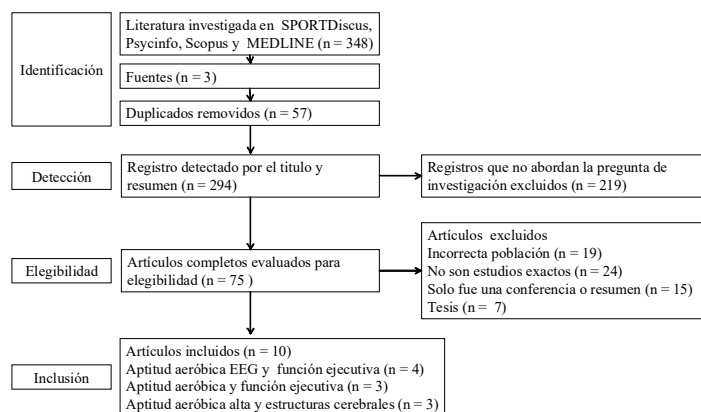 Identificación
Literatura investigada en SPORTDiscus,
Psycinfo, Scopus y MEDLINE (n = 348)
Fuentes (n = 3)
Duplicados removidos (n = 57)
Detección
Registro detectado por el titulo y
resumen (n = 294)
Registros que no abordan la pregunta de
investigación excluidos (n = 219)
Elegibilidad
Artículos completos evaluados para
elegibilidad (n = 75 )
Artículos excluidos
Incorrecta población (n = 19)
No son estudios exactos (n = 24)
Solo fue una conferencia o resumen (n = 15)
Tesis (n = 7)
Inclusión
Artículos incluidos (n = 10)
Aptitud aeróbica EEG y función ejecutiva (n = 4)
Aptitud aeróbica y función ejecutiva (n = 3)
Aptitud aeróbica alta y estructuras cerebrales (n = 3)